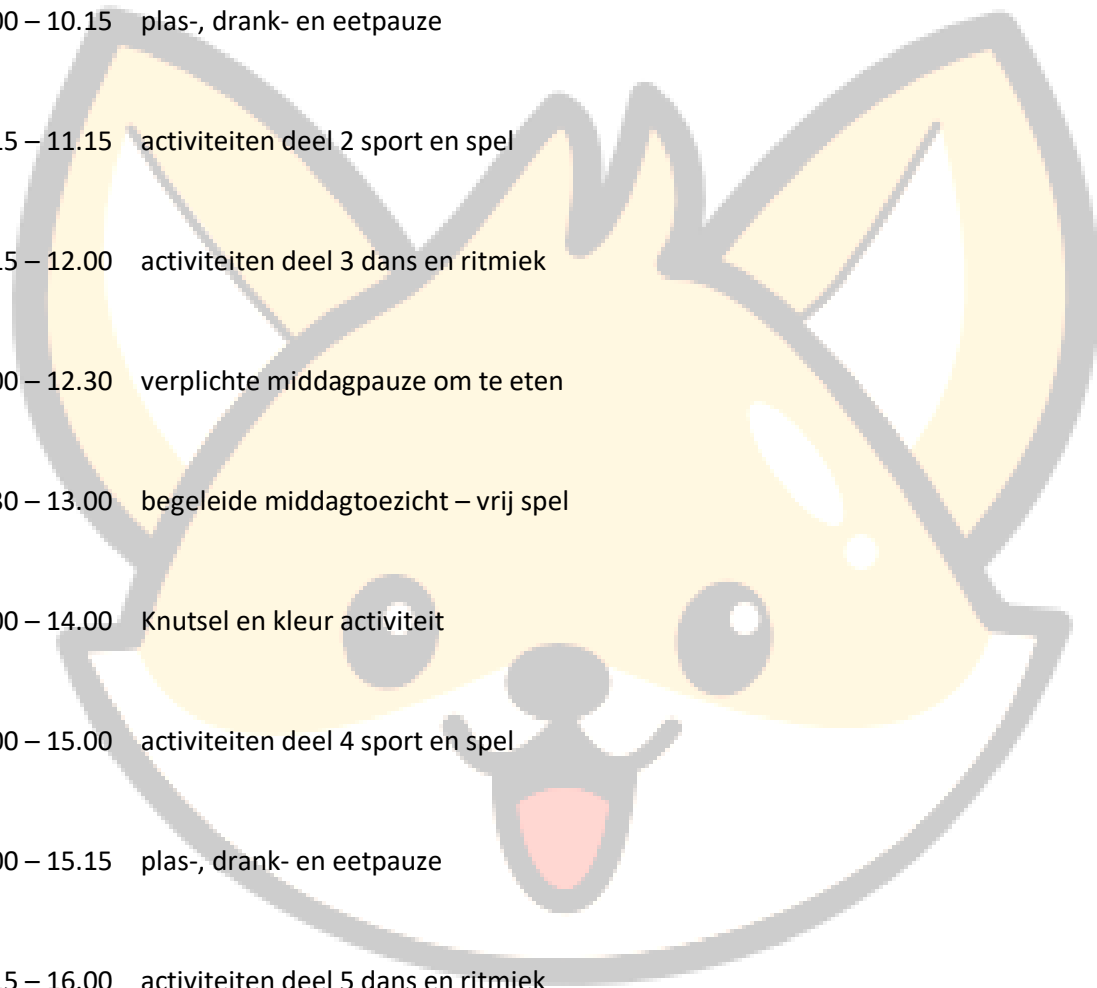 00 – 10.15 plas-, drank- en eetpauze
15 – 11.15 activiteiten deel 2 sport en spel
15 – 12.00 activiteiten deel 3 dans en ritmiek
00 – 12.30 verplichte middagpauze om te eten
30 – 13.00 begeleide middagtoezicht – vrij spel
00 – 14.00 Knutsel en kleur activiteit
00 – 15.00 activiteiten deel 4 sport en spel
00 – 15.15 plas-, drank- en eetpauze
15 – 16.00 activiteiten deel 5 dans en ritmiek